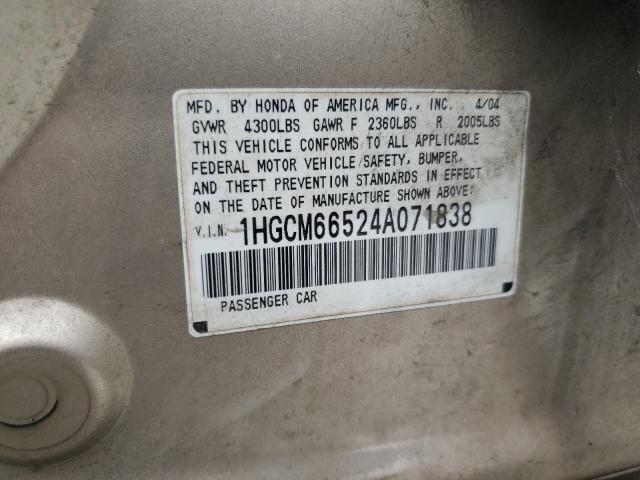 MFD. BY HONDA OF AMERICA MFG., INC. 4/04
GVWR 4300LBS GAWR F 2360LBS R 2005LBS
THIS VEHICLE CONFORMS TO ALL APPLICABLE
FEDERAL MOTOR VEHICLE SAFETY, BUMPER,
AND THEFT PREVENTION STANDARDS IN EFFECT
ON THE DATE OF MANUFACTURE SHOWN ABOVE:
V.I.N. 1HGCM66524A071838
PASSENGER CAR